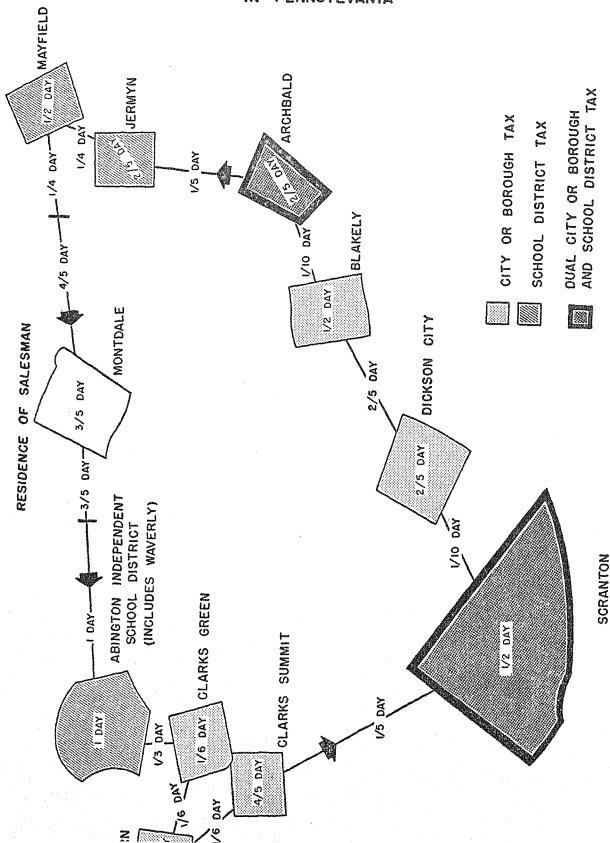 IN PENNSYLVANIA
MAYFIELD
1/2 DAY
1/4 DAY
JERMYN
2/5 DAY
1/5 DAY
ARCHBALD
2/5 DAY
1/10 DAY
BLAKELY
1/2 DAY
2/5 DAY
DICKSON CITY
2/5 DAY
1/10 DAY
SCRANTON
1/2 DAY
1/5 DAY
CLARKS SUMMIT
4/5 DAY
CLARKS GREEN
1/6 DAY
1/6 DAY
/6 DAY
RN
1/3 DAY
ABINGTON INDEPENDENT
SCHOOL DISTRICT
(INCLUDES WAVERLY)
1 DAY
1 DAY
3/5 DAY
RESIDENCE OF SALESMAN
MONTDALE
3/5 DAY
4/5 DAY
1/4 DAY
CITY OR BOROUGH TAX
SCHOOL DISTRICT TAX
DUAL CITY OR BOROUGH
AND SCHOOL DISTRICT TAX